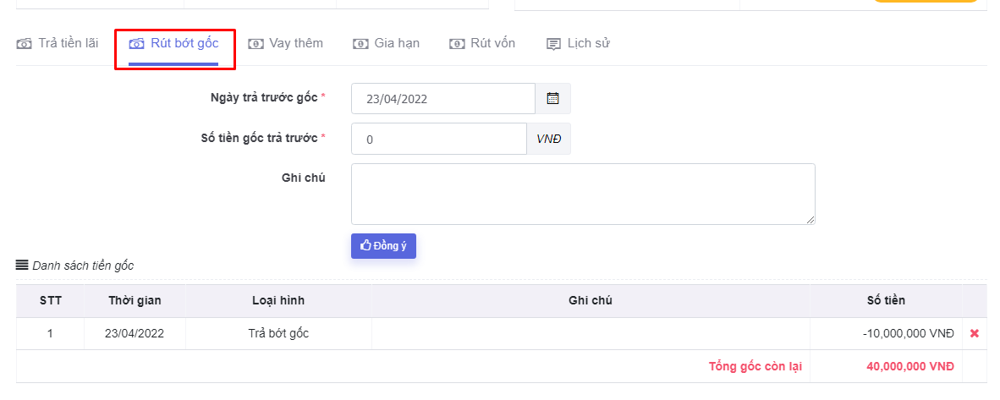 Trả tiền lãi Rút bớt gốc Vay thêm Gia hạn Rút vốn Lịch sử
Ngày trả trước gốc * 23/04/2022
Số tiền gốc trả trước * 0 VNĐ
Ghi chú
Đồng ý
Danh sách tiền gốc
STT Thời gian Loại hình Ghi chú Số tiền
1 23/04/2022 Trả bớt gốc -10,000,000 VNĐ
Tổng gốc còn lại 40,000,000 VNĐ